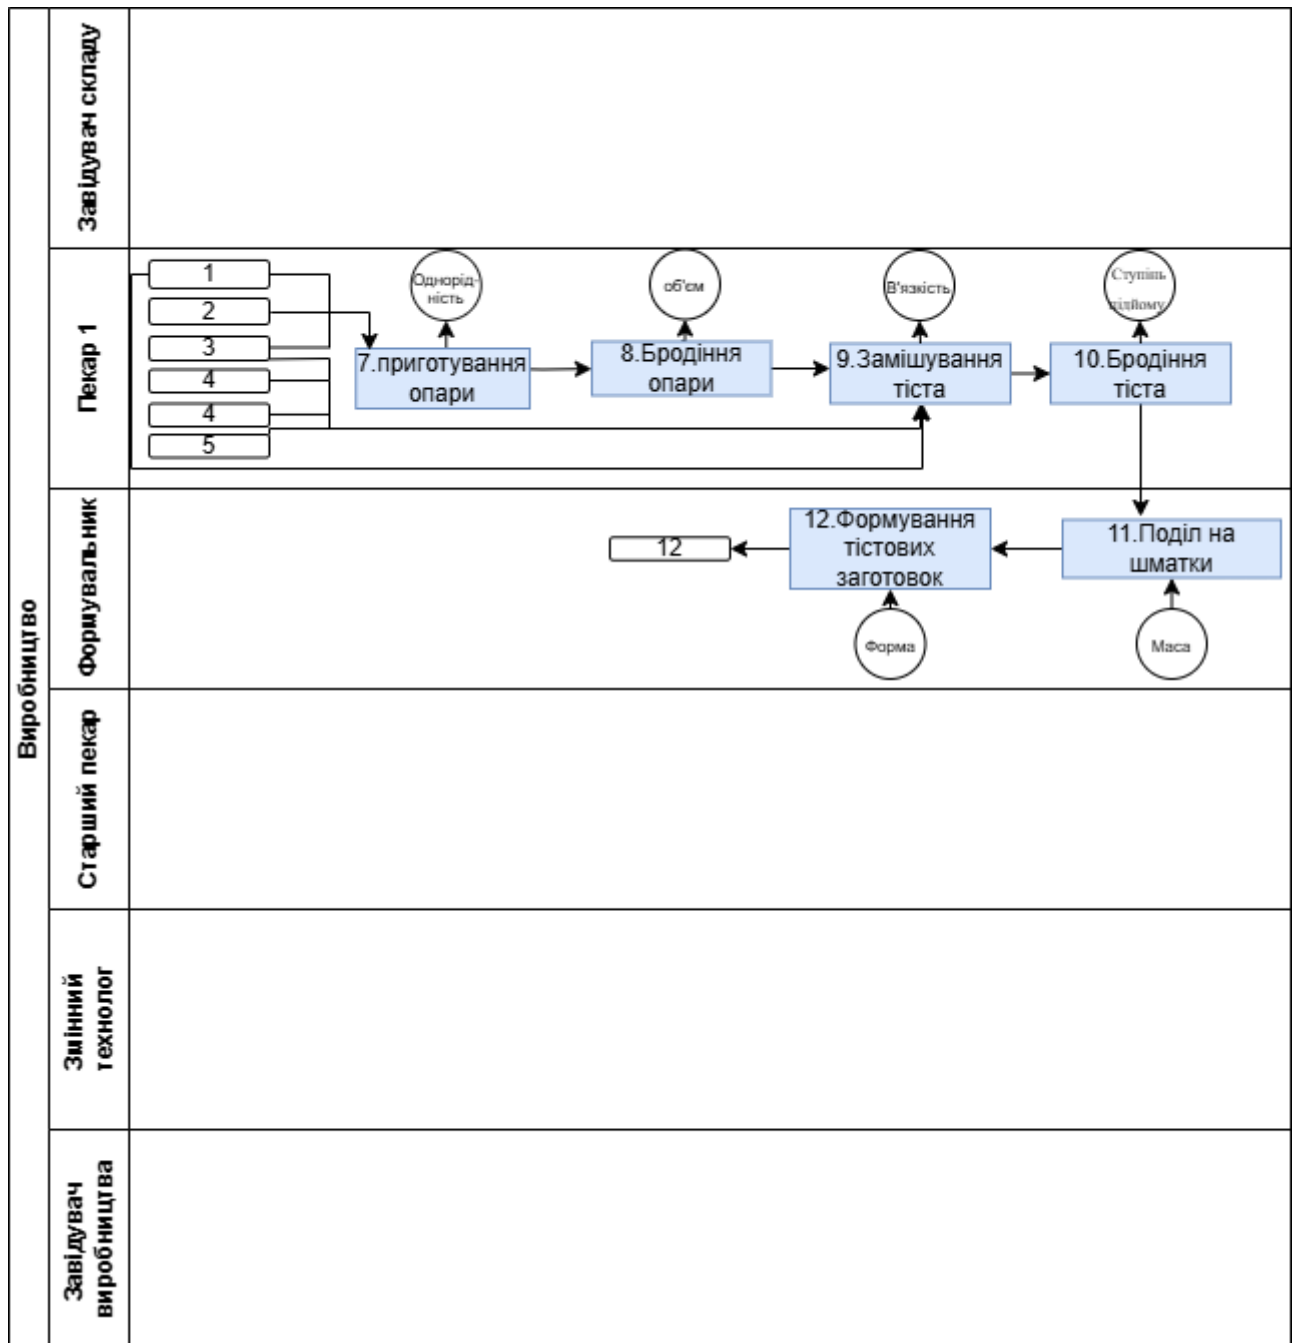 Виробництво
Завідувач складу
Пекар 1
1
2
3
4
4
5
Однорід-
ність
7.приготування
опари
об'єм
8.Бродіння
опари
В'язкість
9.Замішування
тіста
Ступінь
підйому
10.Бродіння
тіста
Формувальник
12
12.Формування
тістових
заготовок
Форма
11.Поділ на
шматки
Маса
Старший пекар
Змінний
технолог
Завідувач
виробництва